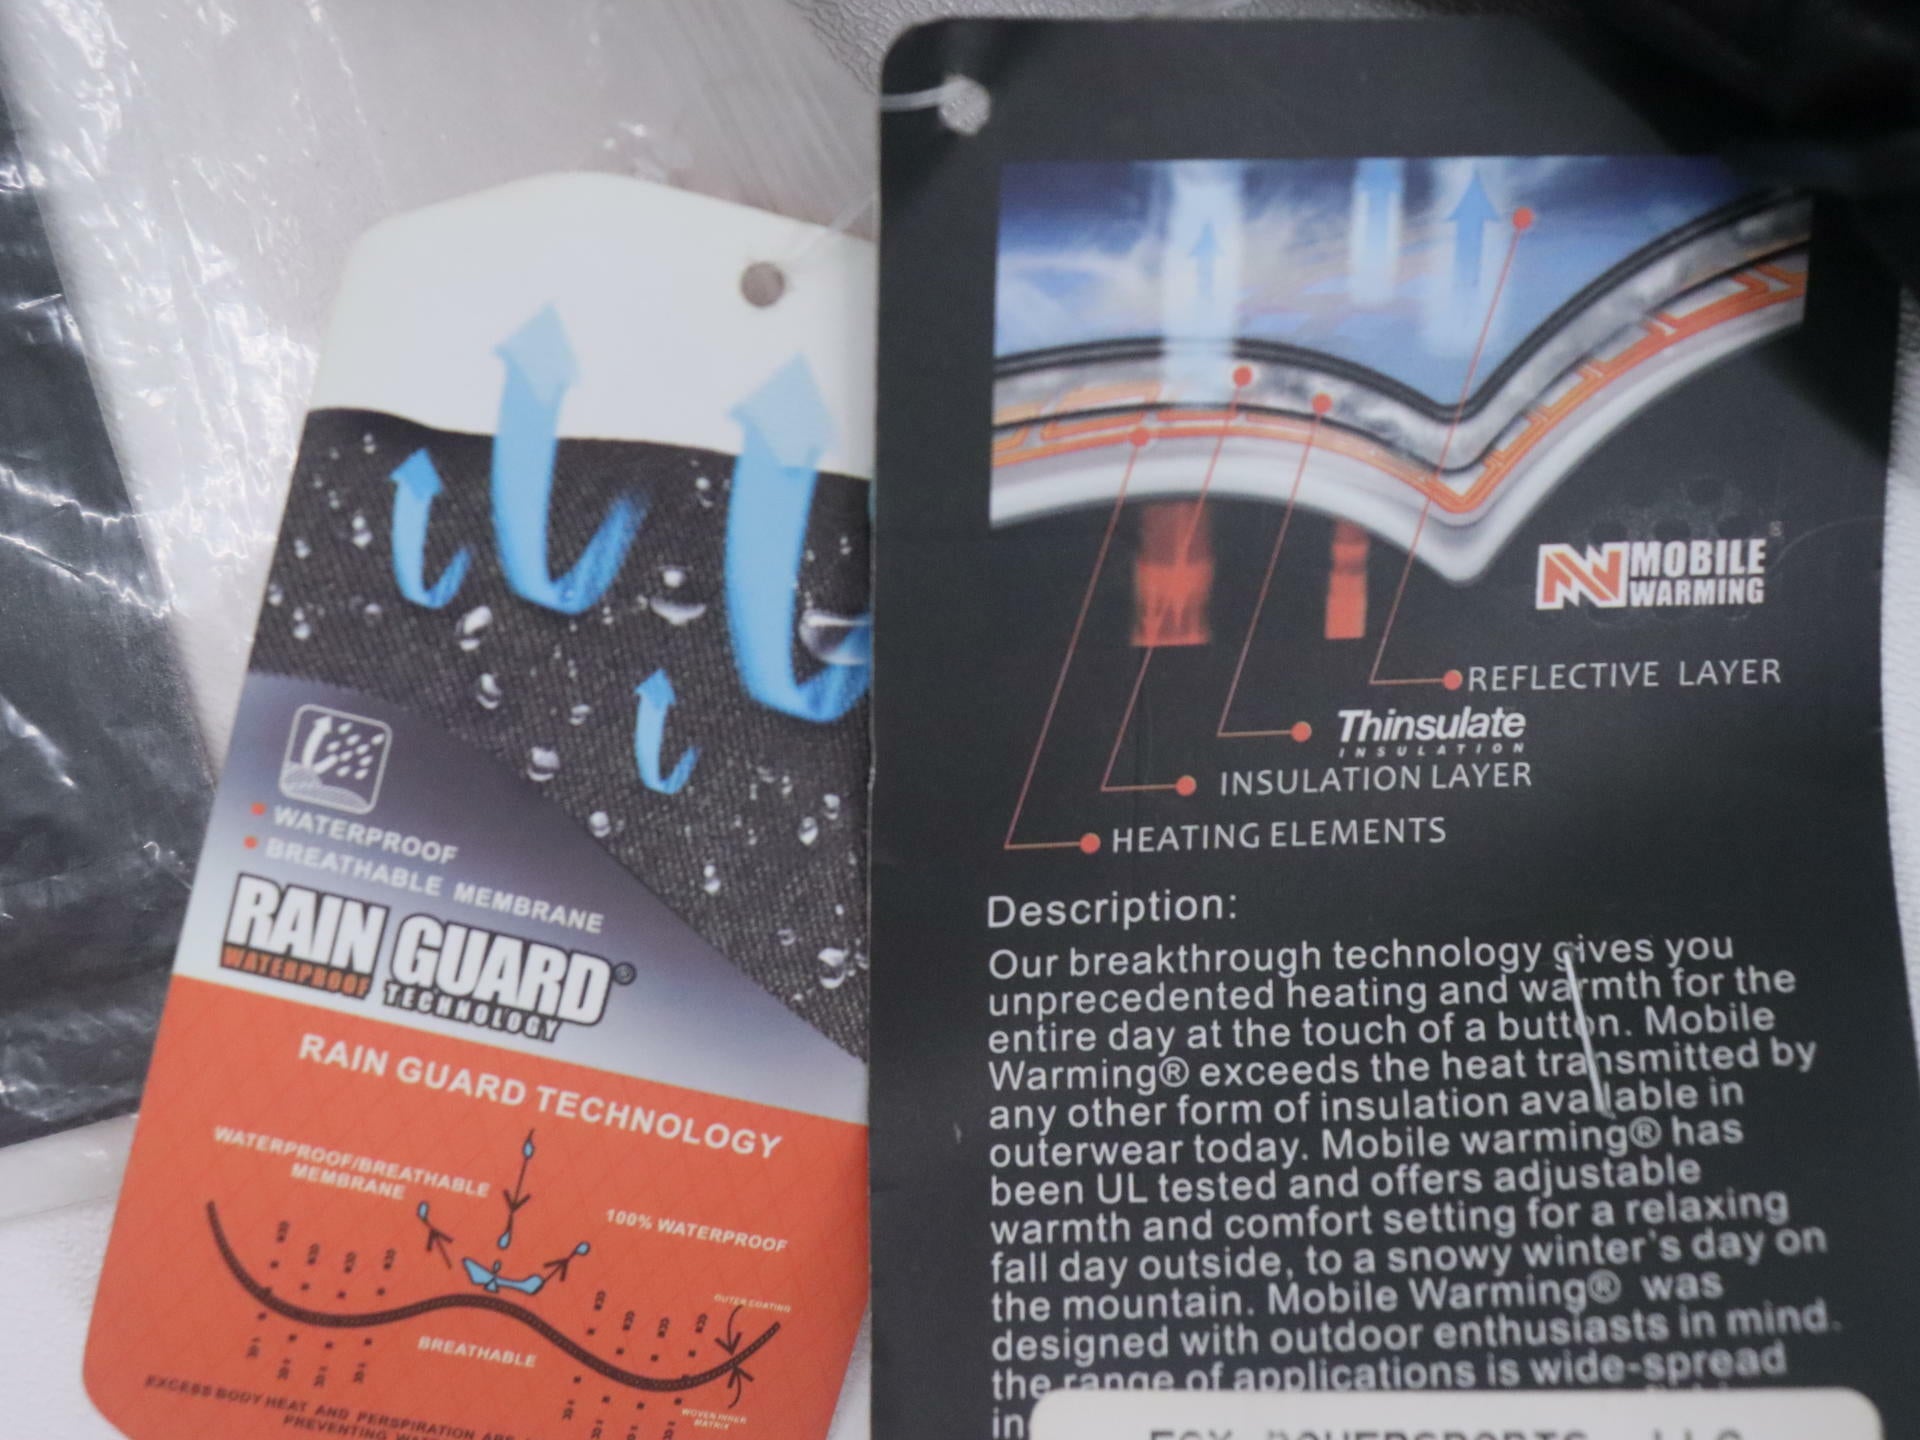 WATERPROOF
BREATHABLE MEMBRANE
RAIN GUARD®
WATERPROOF TECHNOLOGY
RAIN GUARD TECHNOLOGY
WATERPROOF/BREATHABLE
MEMBRANE
100% WATERPROOF
OUTER COATING
BREATHABLE
WOVEN INNER
MATRIX
EXCESS BODY HEAT AND PERSPIRATION ARE
PREVENTING
MOBILE
WARMING
REFLECTIVE LAYER
Thinsulate
INSULATION
INSULATION LAYER
HEATING ELEMENTS
Description:
Our breakthrough technology gives you
unprecedented heating and warmth for the
entire day at the touch of a button. Mobile
Warming® exceeds the heat transmitted by
any other form of insulation available in
outerwear today. Mobile warming® has
been UL tested and offers adjustable
warmth and comfort setting for a relaxing
fall day outside, to a snowy winter's day on
the mountain. Mobile Warming® was
designed with outdoor enthusiasts in mind.
the range of applications is wide-spread
in
LLC